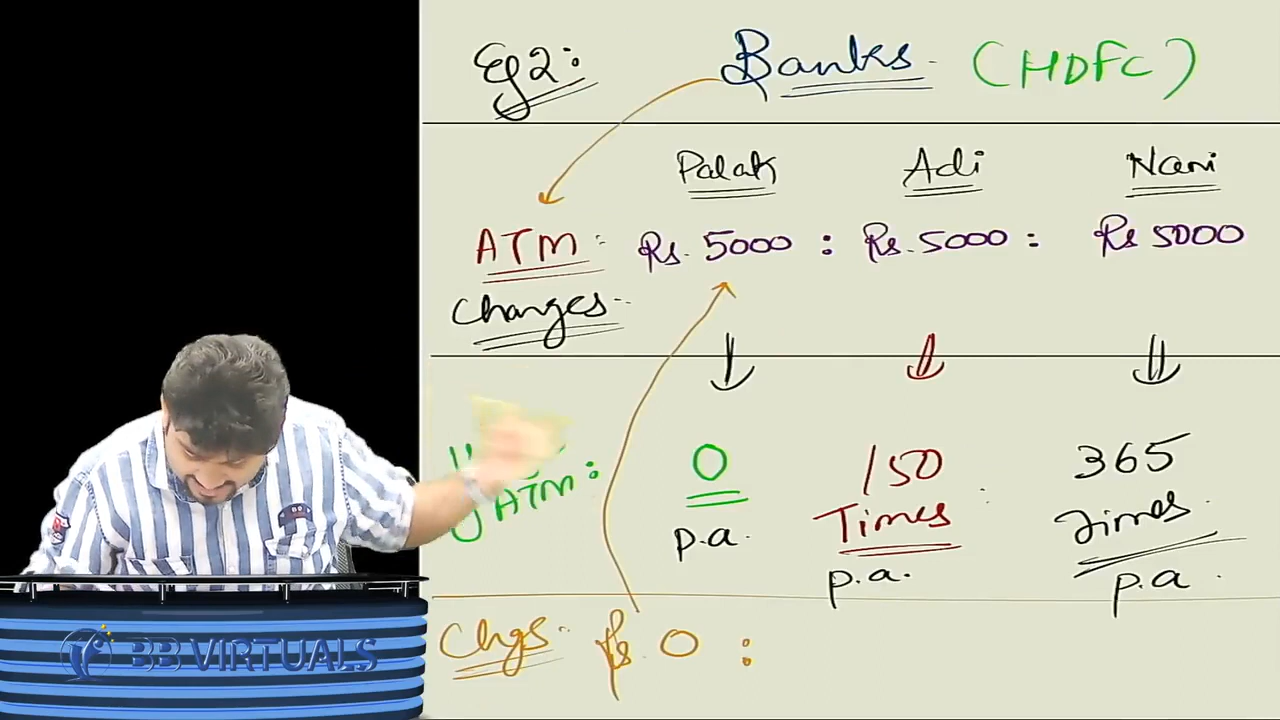 Eg 2: Banks. (HDFC)
Palak Adi Nani
ATM: Rs. 5000 : Rs. 5000 : Rs 5000
Charges.
ATM: 0 150 365
Times Times.
p.a. p.a. p.a.
Chgs. Rs. 0 :
BB VIRTUALS